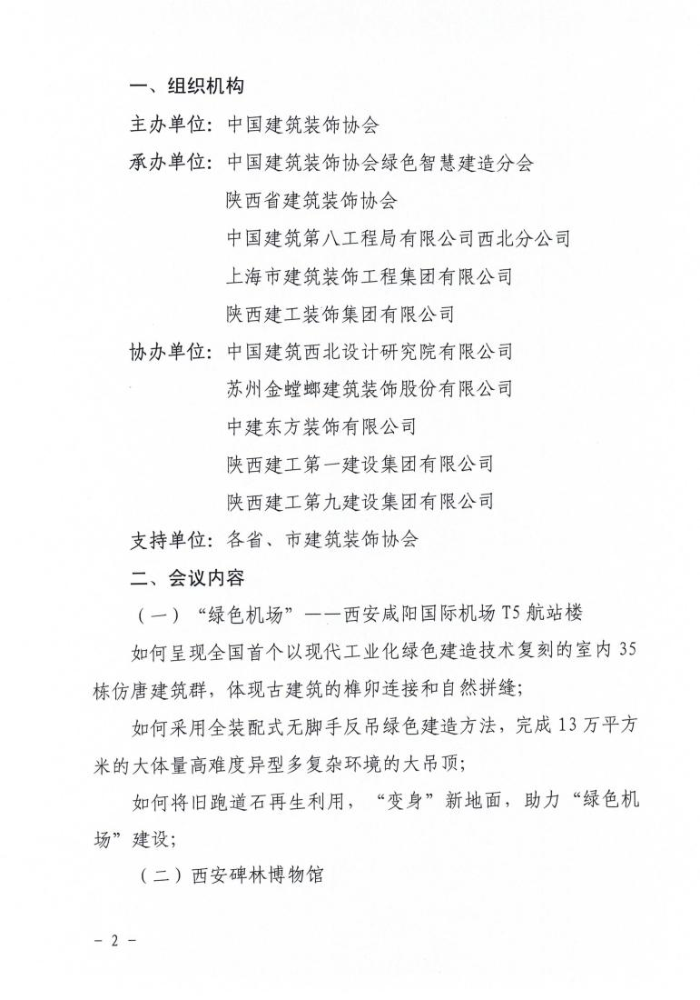 一、组织机构
主办单位：中国建筑装饰协会
承办单位：中国建筑装饰协会绿色智慧建造分会
陕西省建筑装饰协会
中国建筑第八工程局有限公司西北分公司
上海市建筑装饰工程集团有限公司
陕西建工装饰集团有限公司
协办单位：中国建筑西北设计研究院有限公司
苏州金螳螂建筑装饰股份有限公司
中建东方装饰有限公司
陕西建工第一建设集团有限公司
陕西建工第九建设集团有限公司
支持单位：各省、市建筑装饰协会
二、会议内容
（一）“绿色机场”——西安咸阳国际机场 T5 航站楼
如何呈现全国首个以现代工业化绿色建造技术复刻的室内 35
栋仿唐建筑群，体现古建筑的榫卯连接和自然拼缝；
如何采用全装配式无脚手反吊绿色建造方法，完成 13 万平方
米的大体量高难度异型多复杂环境的大吊顶；
如何将旧跑道石再生利用，“变身”新地面，助力“绿色机
场”建设；
（二）西安碑林博物馆
- 2 -